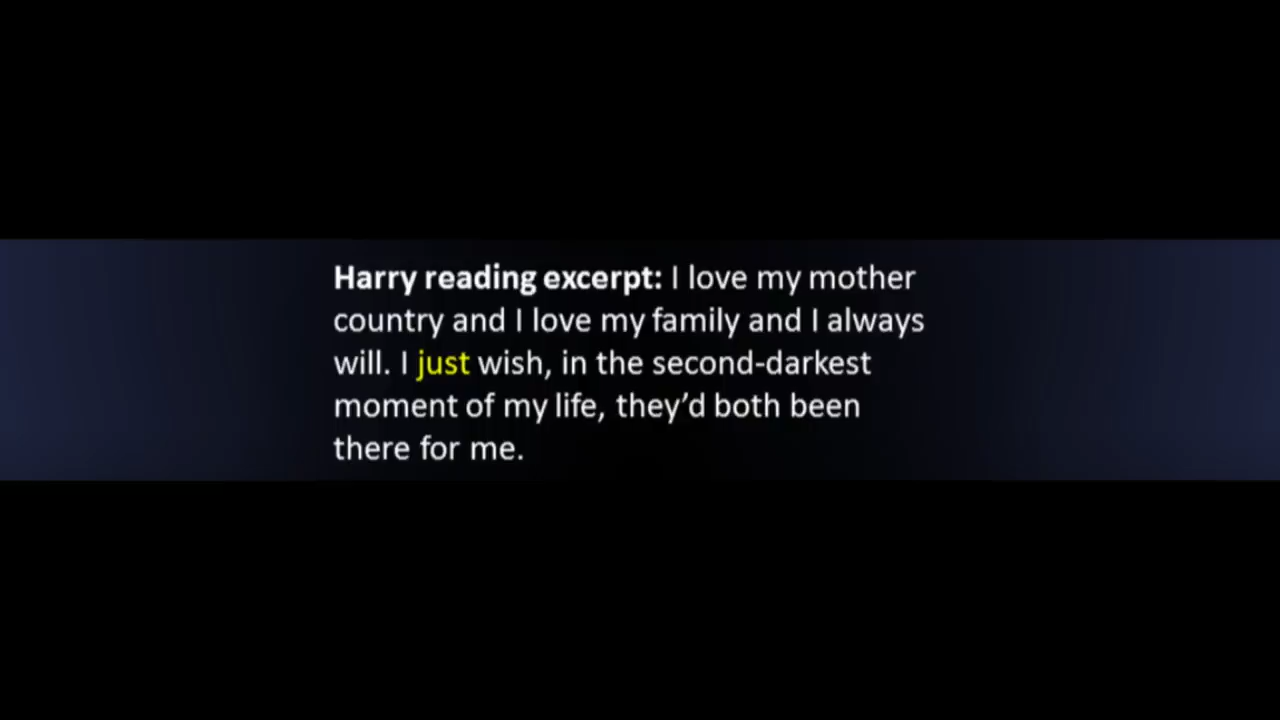 Harry reading excerpt: I love my mother
country and I love my family and I always
will. I just wish, in the second-darkest
moment of my life, they’d both been
there for me.